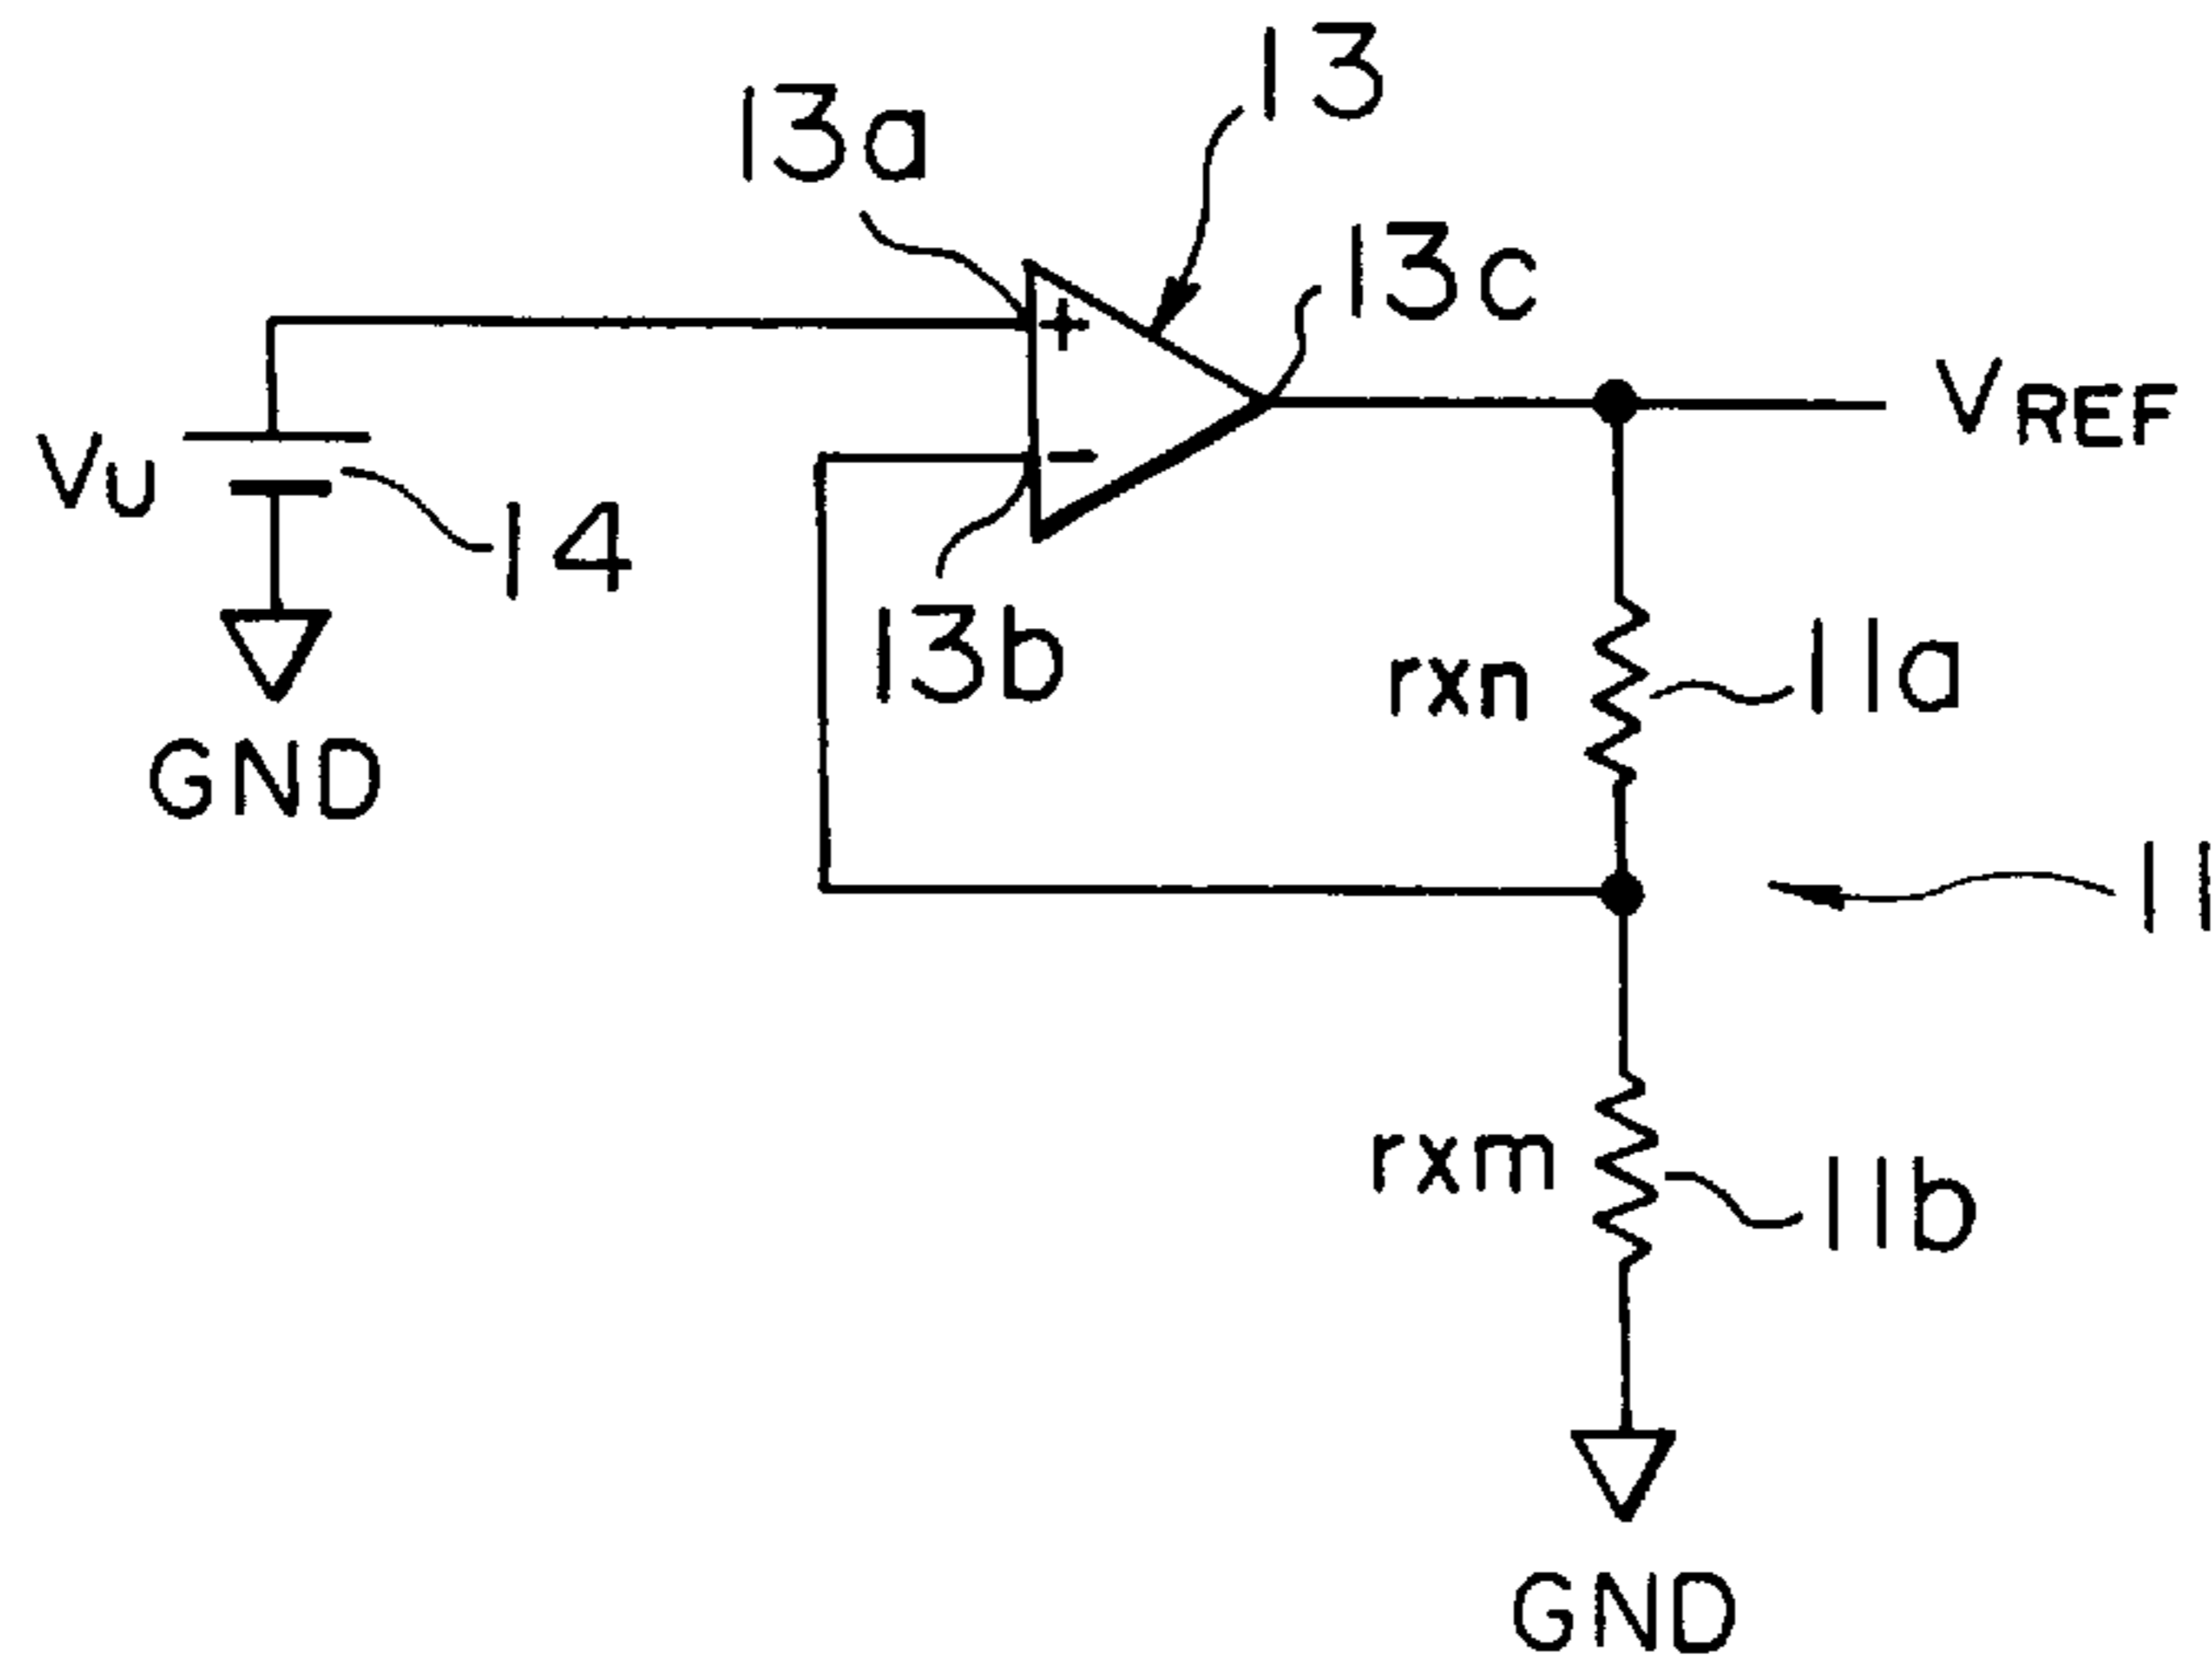 13
13a
13c
+
VREF
VU
−
14
13b
rxn
11a
GND
11
rxm
11b
GND